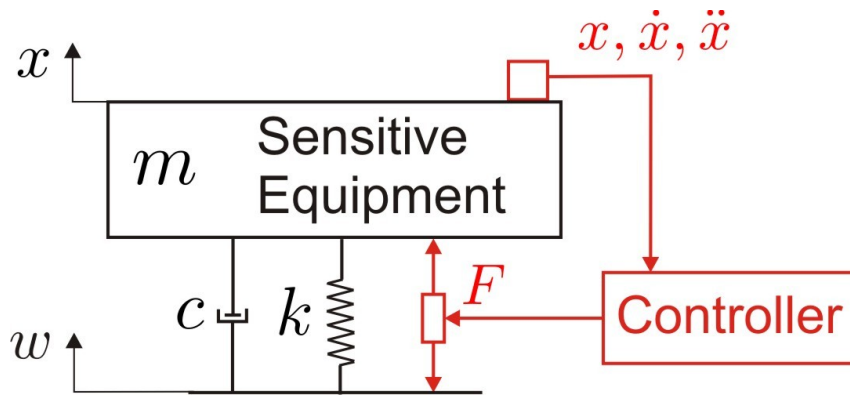 x, ẋ, ẍ
x
m
Sensitive
Equipment
c
k
F
Controller
w